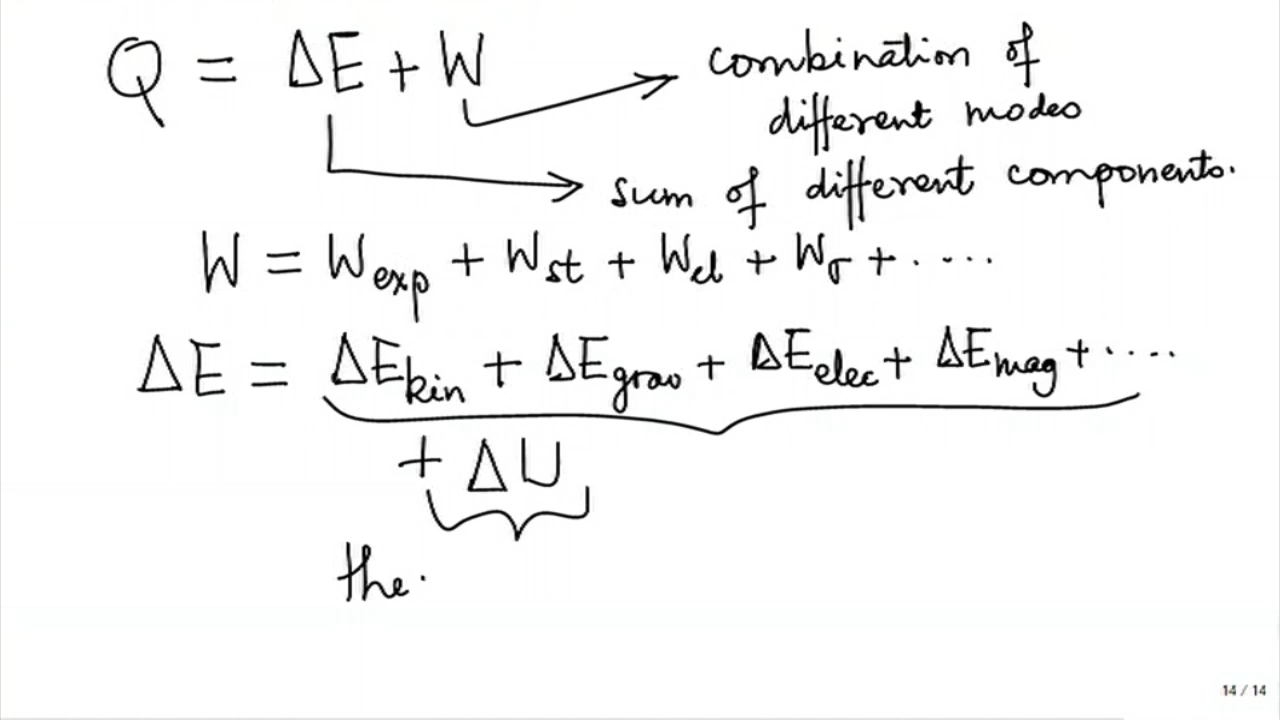 Q = ΔE + W → combination of
different modes
→ sum of different components.
W = W_exp + W_st + W_el + W_σ + .....
ΔE = ΔE_kin + ΔE_grav + ΔE_elec + ΔE_mag + .....
+ ΔU
the.
14 / 14